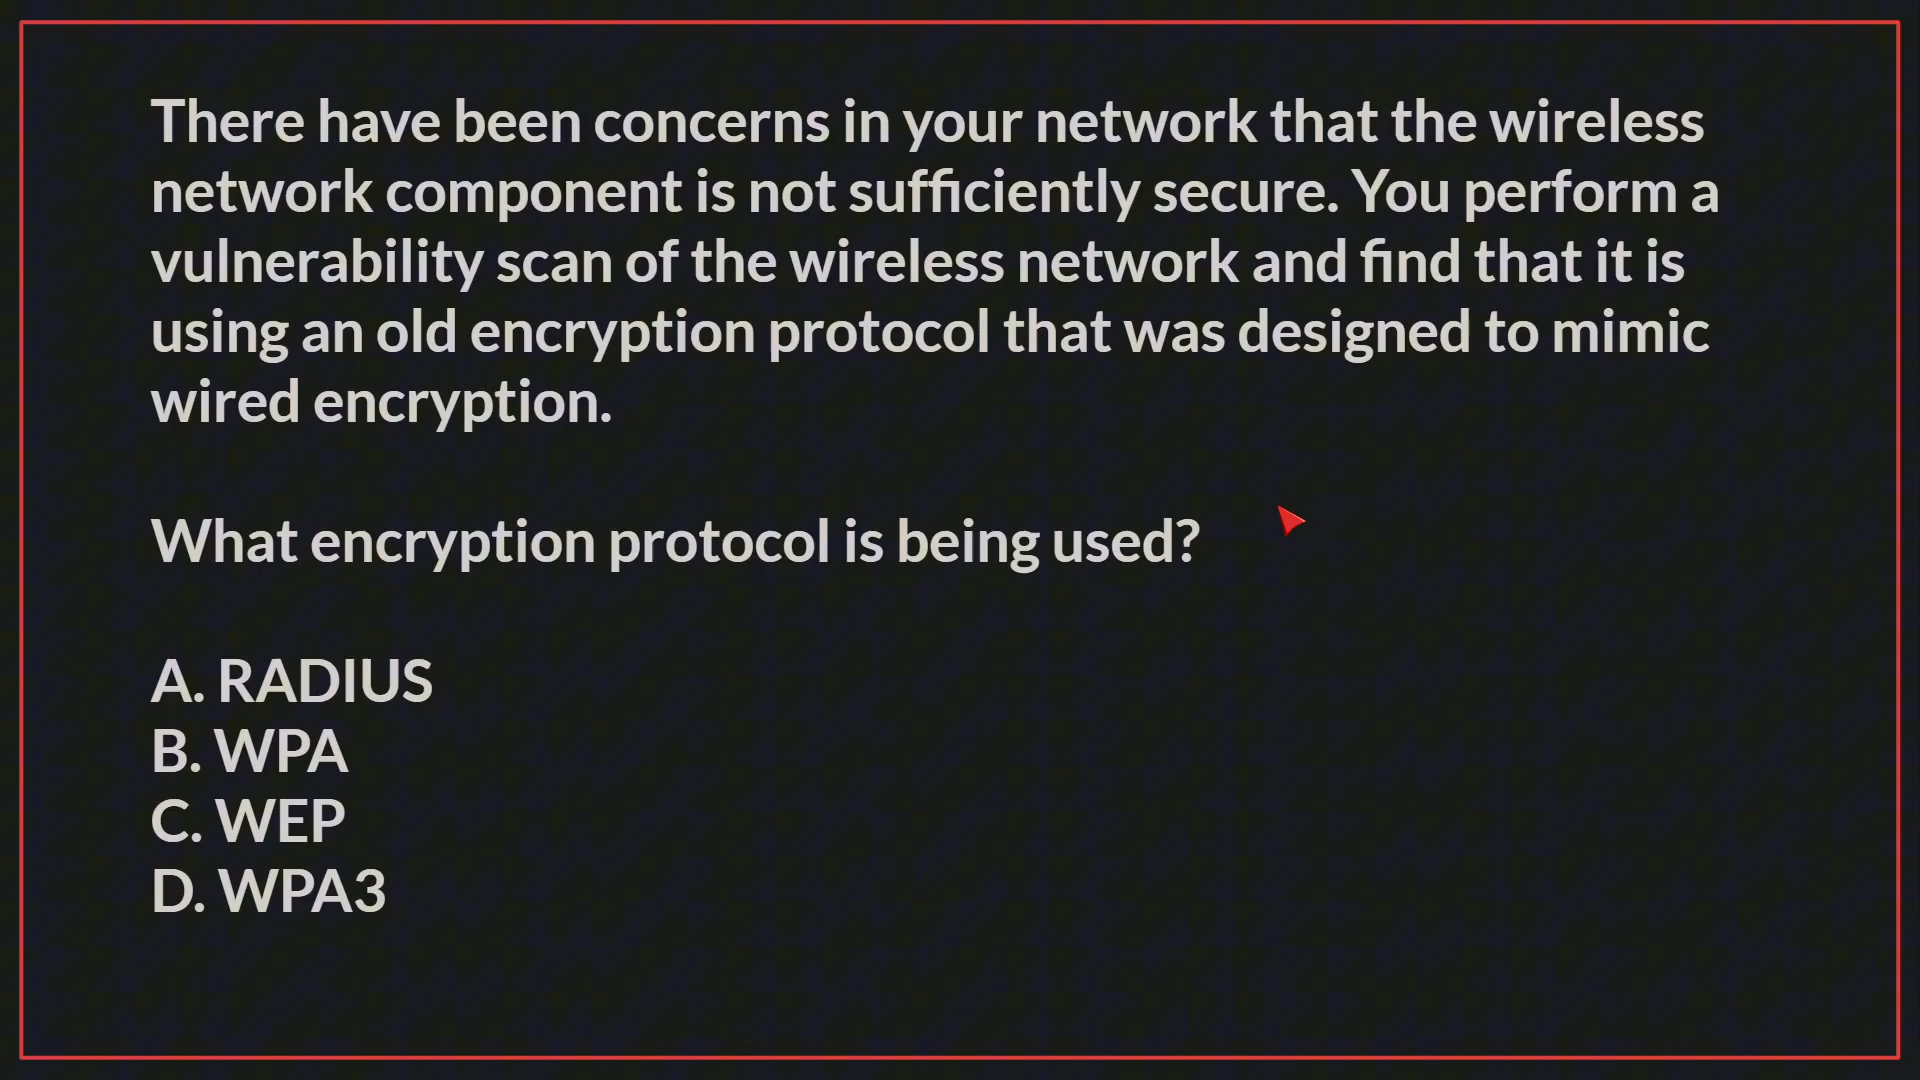 There have been concerns in your network that the wireless
network component is not sufficiently secure. You perform a
vulnerability scan of the wireless network and find that it is
using an old encryption protocol that was designed to mimic
wired encryption.
What encryption protocol is being used?
A. RADIUS
B. WPA
C. WEP
D. WPA3